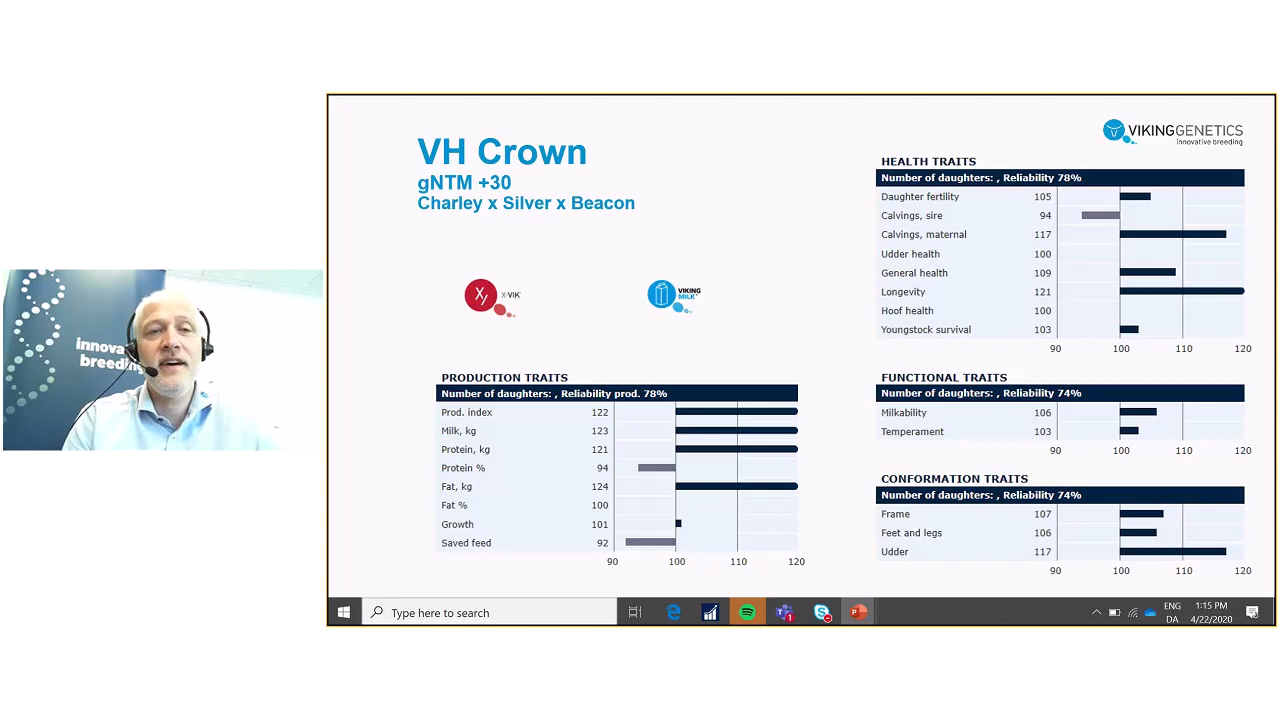 VH Crown
gNTM +30
Charley x Silver x Beacon
VIKINGGENETICS
innovative breeding
X-VIK
VIKING
MILK
innova
breeding
PRODUCTION TRAITS
Number of daughters: , Reliability prod. 78%
Prod. index 122
Milk, kg 123
Protein, kg 121
Protein % 94
Fat, kg 124
Fat % 100
Growth 101
Saved feed 92
90 100 110 120
HEALTH TRAITS
Number of daughters: , Reliability 78%
Daughter fertility 105
Calvings, sire 94
Calvings, maternal 117
Udder health 100
General health 109
Longevity 121
Hoof health 100
Youngstock survival 103
90 100 110 120
FUNCTIONAL TRAITS
Number of daughters: , Reliability 74%
Milkability 106
Temperament 103
90 100 110 120
CONFORMATION TRAITS
Number of daughters: , Reliability 74%
Frame 107
Feet and legs 106
Udder 117
90 100 110 120
Type here to search
ENG
DA
1:15 PM
4/22/2020